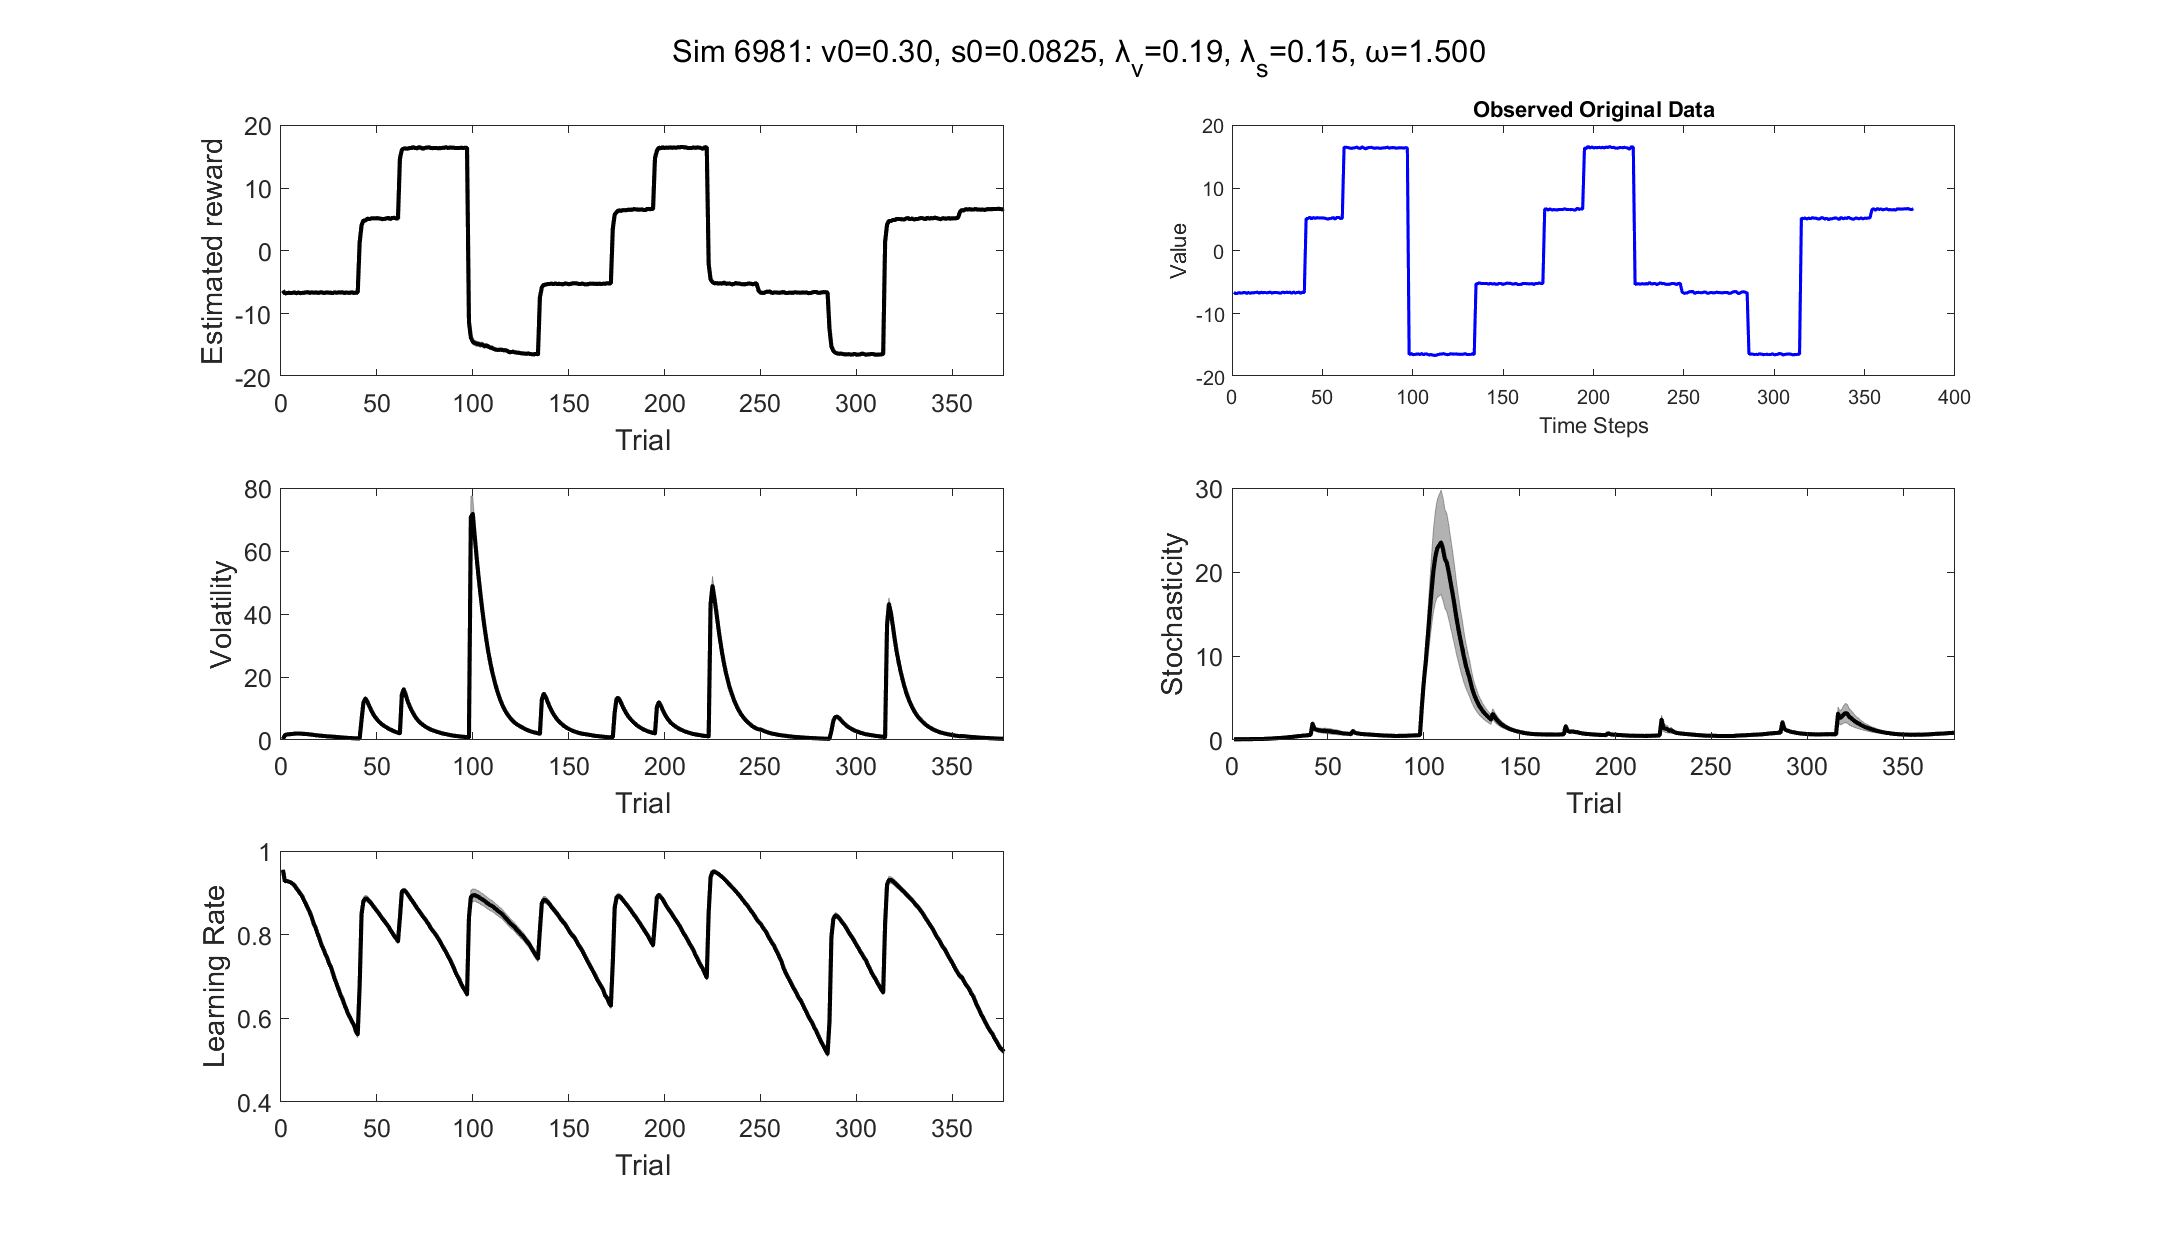 Sim 6981: v0=0.30, s0=0.0825, λv=0.19, λs=0.15, ω=1.500
20
10
0
-10
-20
Estimated reward
0 50 100 150 200 250 300 350
Trial
Observed Original Data
20
10
0
-10
-20
Value
0 50 100 150 200 250 300 350 400
Time Steps
80
60
40
20
0
Volatility
0 50 100 150 200 250 300 350
Trial
30
20
10
0
Stochasticity
0 50 100 150 200 250 300 350
Trial
1
0.8
0.6
0.4
Learning Rate
0 50 100 150 200 250 300 350
Trial